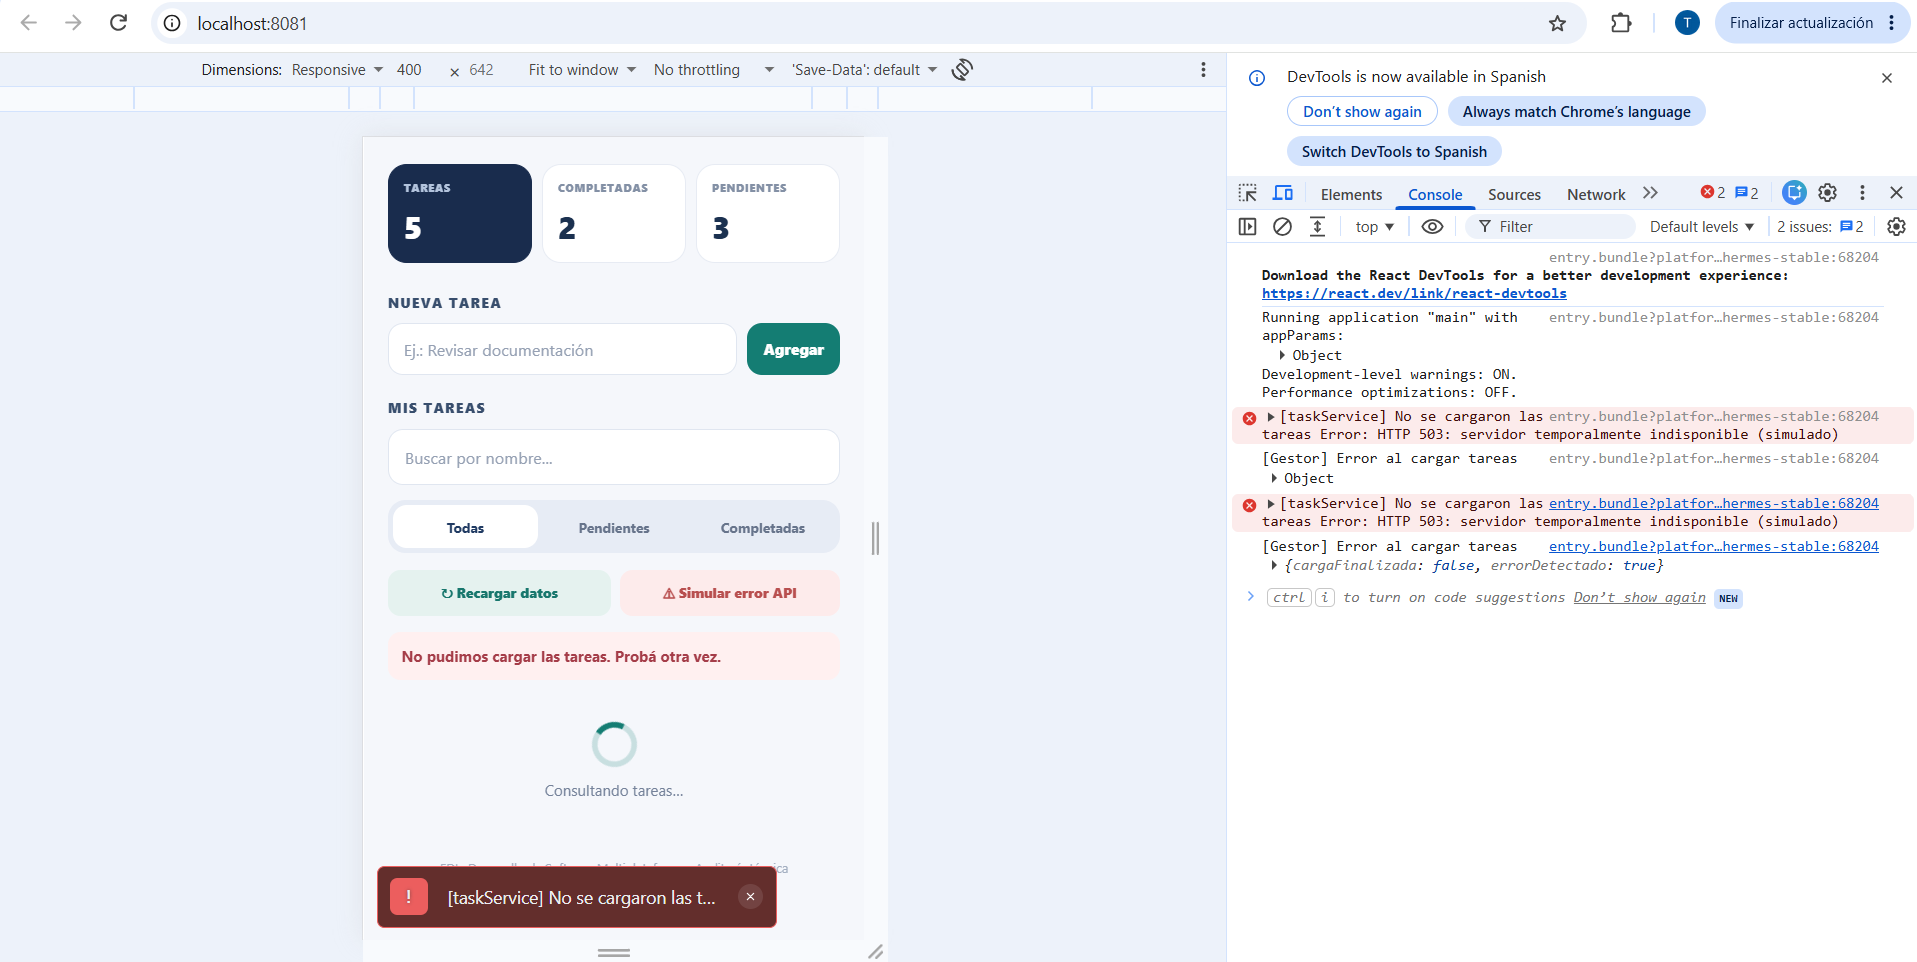 localhost:8081
T
Finalizar actualización
Dimensions: Responsive 400 × 642 Fit to window No throttling 'Save-Data': default
TAREAS
5
COMPLETADAS
2
PENDIENTES
3
NUEVA TAREA
Ej.: Revisar documentación
Agregar
MIS TAREAS
Buscar por nombre...
Todas Pendientes Completadas
↻ Recargar datos
⚠ Simular error API
No pudimos cargar las tareas. Probá otra vez.
Consultando tareas...
! [taskService] No se cargaron las t... ×
DevTools is now available in Spanish
Don't show again
Always match Chrome's language
Switch DevTools to Spanish
Elements Console Sources Network 2 2
top Filter Default levels 2 issues: 2
entry.bundle?platfor…hermes-stable:68204
Download the React DevTools for a better development experience:
https://react.dev/link/react-devtools
Running application "main" with entry.bundle?platfor…hermes-stable:68204
appParams:
Object
Development-level warnings: ON.
Performance optimizations: OFF.
[taskService] No se cargaron las entry.bundle?platfor…hermes-stable:68204
tareas Error: HTTP 503: servidor temporalmente indisponible (simulado)
[Gestor] Error al cargar tareas entry.bundle?platfor…hermes-stable:68204
Object
[taskService] No se cargaron las entry.bundle?platfor…hermes-stable:68204
tareas Error: HTTP 503: servidor temporalmente indisponible (simulado)
[Gestor] Error al cargar tareas entry.bundle?platfor…hermes-stable:68204
{cargaFinalizada: false, errorDetectado: true}
ctrl i to turn on code suggestions Don't show again NEW